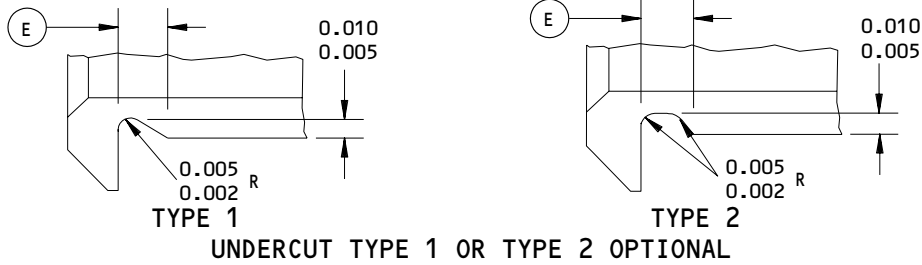 E
0.010
0.005
0.005
0.002 R
TYPE 1
E
0.010
0.005
0.005
0.002 R
TYPE 2
UNDERCUT TYPE 1 OR TYPE 2 OPTIONAL